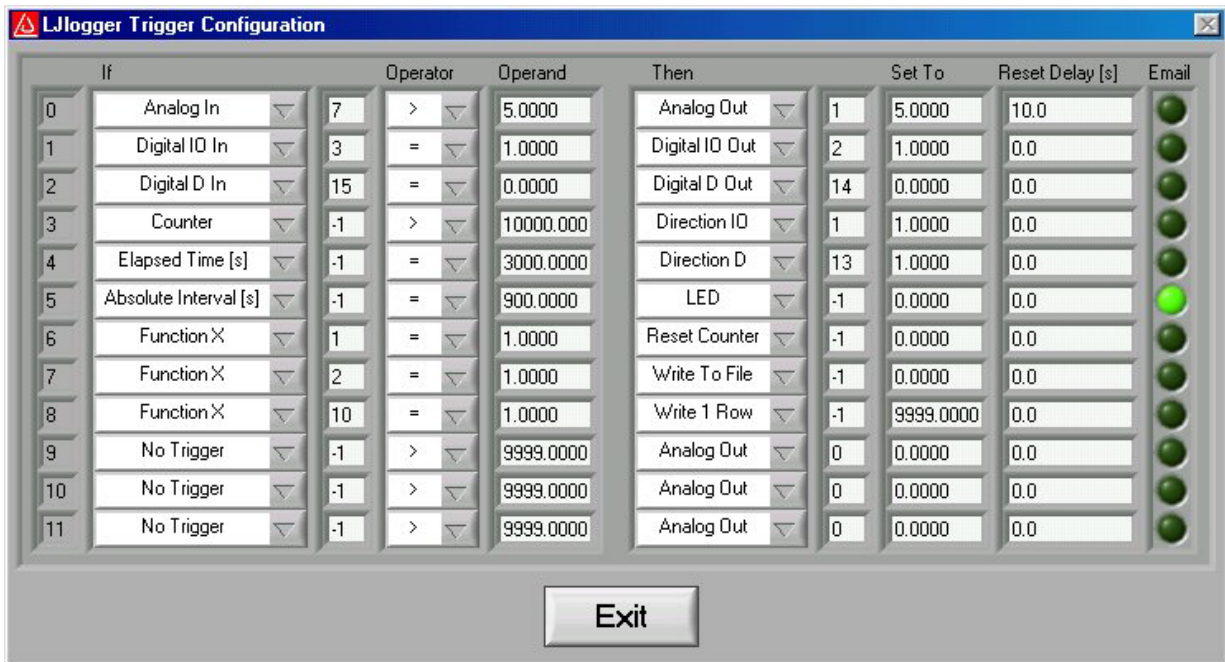 LJlogger Trigger Configuration
If Operator Operand Then Set To Reset Delay [s] Email
0 Analog In 7 > 5.0000 Analog Out 1 5.0000 10.0
1 Digital IO In 3 = 1.0000 Digital IO Out 2 1.0000 0.0
2 Digital D In 15 = 0.0000 Digital D Out 14 0.0000 0.0
3 Counter -1 > 10000.000 Direction IO 1 1.0000 0.0
4 Elapsed Time [s] -1 = 3000.0000 Direction D 13 1.0000 0.0
5 Absolute Interval [s] -1 = 900.0000 LED -1 0.0000 0.0
6 Function X 1 = 1.0000 Reset Counter -1 0.0000 0.0
7 Function X 2 = 1.0000 Write To File -1 0.0000 0.0
8 Function X 10 = 1.0000 Write 1 Row -1 9999.0000 0.0
9 No Trigger -1 > 9999.0000 Analog Out 0 0.0000 0.0
10 No Trigger -1 > 9999.0000 Analog Out 0 0.0000 0.0
11 No Trigger -1 > 9999.0000 Analog Out 0 0.0000 0.0
Exit